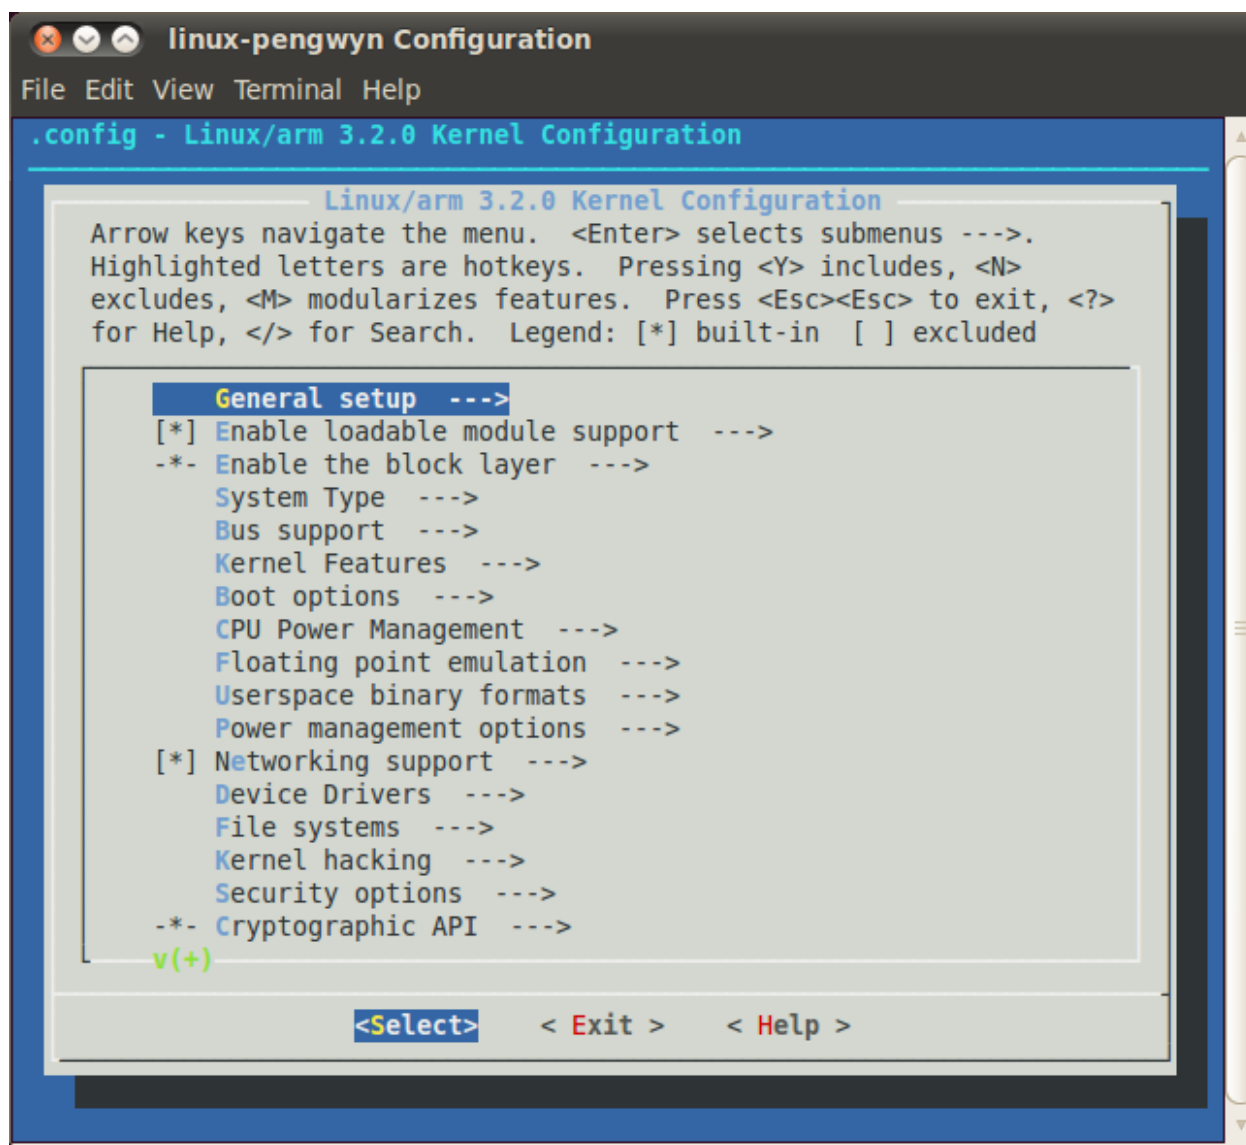 linux-pengwyn Configuration
File Edit View Terminal Help
.config - Linux/arm 3.2.0 Kernel Configuration
Linux/arm 3.2.0 Kernel Configuration
Arrow keys navigate the menu.  <Enter> selects submenus --->.
Highlighted letters are hotkeys.  Pressing <Y> includes, <N>
excludes, <M> modularizes features.  Press <Esc><Esc> to exit, <?>
for Help, </> for Search.  Legend: [*] built-in  [ ] excluded
General setup  --->
[*] Enable loadable module support  --->
-*- Enable the block layer  --->
System Type  --->
Bus support  --->
Kernel Features  --->
Boot options  --->
CPU Power Management  --->
Floating point emulation  --->
Userspace binary formats  --->
Power management options  --->
[*] Networking support  --->
Device Drivers  --->
File systems  --->
Kernel hacking  --->
Security options  --->
-*- Cryptographic API  --->
v(+)
<Select>    < Exit >    < Help >